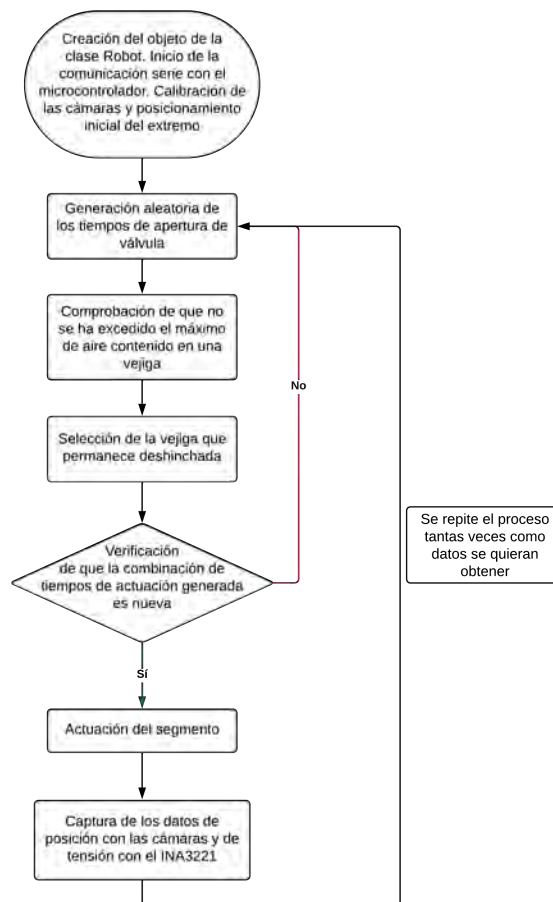 Creación del objeto de la
clase Robot. Inicio de la
comunicación serie con el
microcontrolador. Calibración de
las cámaras y posicionamiento
inicial del extremo
Generación aleatoria de
los tiempos de apertura de
válvula
Comprobación de que no
se ha excedido el máximo
de aire contenido en una
vejiga
No
Selección de la vejiga que
permanece deshinchada
Se repite el proceso
tantas veces como
datos se quieran
obtener
Verificación
de que la combinación de
tiempos de actuación generada
es nueva
Sí
Actuación del segmento
Captura de los datos de
posición con las cámaras y de
tensión con el INA3221